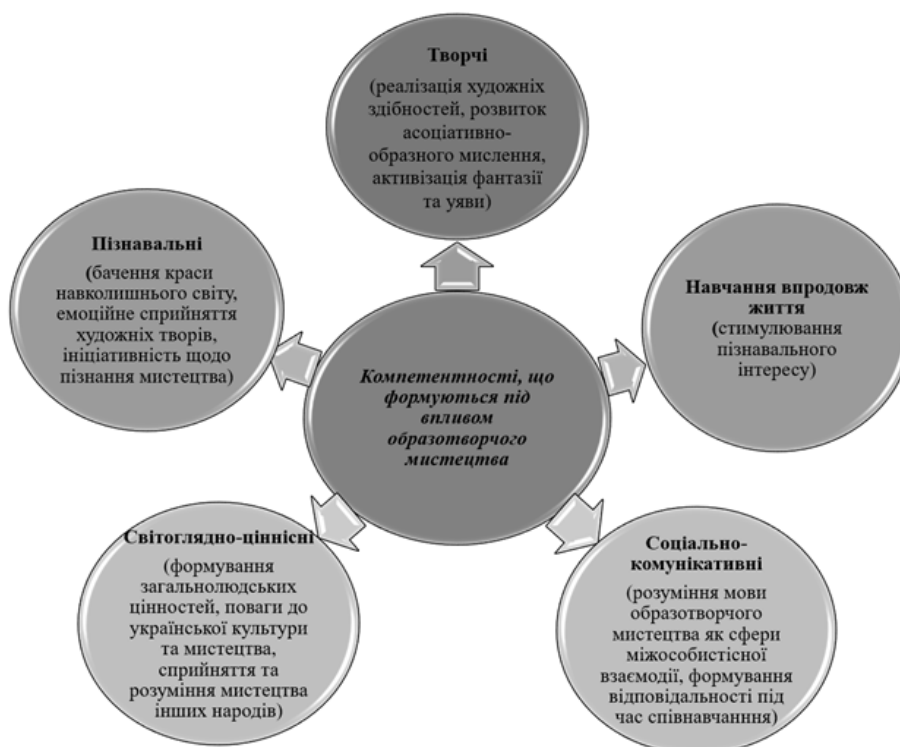 Творчі
(реалізація художніх
здібностей, розвиток
асоціативно-
образного мислення,
активізація фантазії
та уяви)
Пізнавальні
(бачення краси
навколишнього світу,
емоційне сприйняття
художніх творів,
ініціативність щодо
пізнання мистецтва)
Навчання впродовж
життя
(стимулювання
пізнавального
інтересу)
Компетентності, що
формуються під
впливом
образотворчого
мистецтва
Світоглядно-ціннісні
(формування
загальнолюдських
цінностей, поваги до
української культури
та мистецтва,
сприйняття та
розуміння мистецтва
інших народів)
Соціально-
комунікативні
(розуміння мови
образотворчого
мистецтва як сфери
міжособистісної
взаємодії, формування
відповідальності під
час співнавчанння)